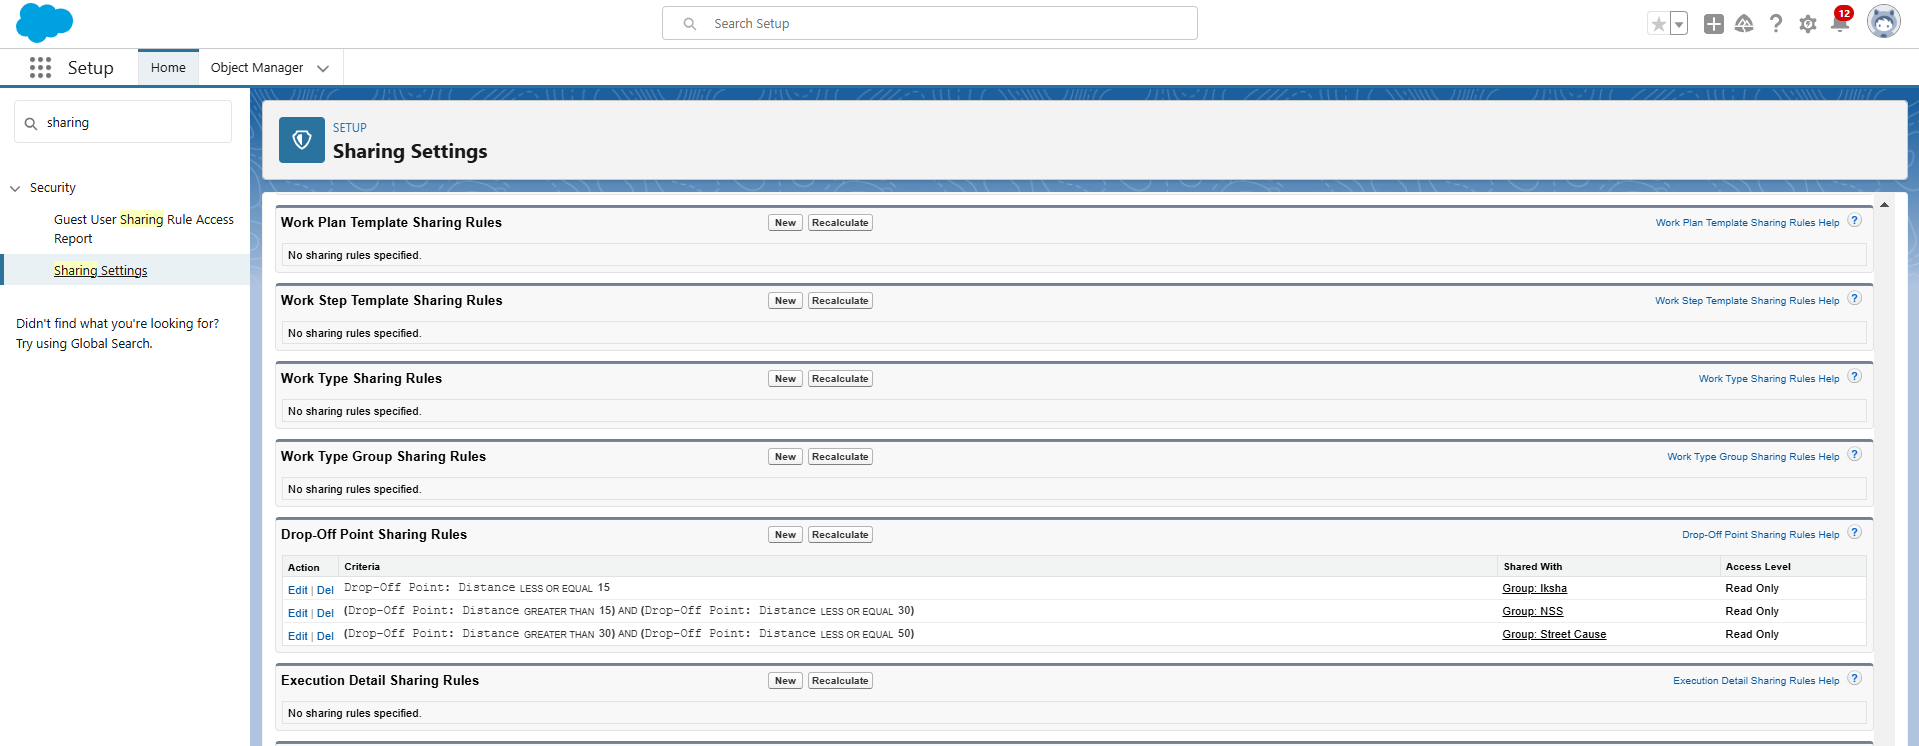 Search Setup
12
Setup
Home
Object Manager
sharing
Security
Guest User Sharing Rule Access
Report
Sharing Settings
Didn't find what you're looking for?
Try using Global Search.
SETUP
Sharing Settings
Work Plan Template Sharing Rules New Recalculate Work Plan Template Sharing Rules Help ?
No sharing rules specified.
Work Step Template Sharing Rules New Recalculate Work Step Template Sharing Rules Help ?
No sharing rules specified.
Work Type Sharing Rules New Recalculate Work Type Sharing Rules Help ?
No sharing rules specified.
Work Type Group Sharing Rules New Recalculate Work Type Group Sharing Rules Help ?
No sharing rules specified.
Drop-Off Point Sharing Rules New Recalculate Drop-Off Point Sharing Rules Help ?
Action Criteria Shared With Access Level
Edit | Del Drop-Off Point: Distance LESS OR EQUAL 15 Group: Iksha Read Only
Edit | Del (Drop-Off Point: Distance GREATER THAN 15) AND (Drop-Off Point: Distance LESS OR EQUAL 30) Group: NSS Read Only
Edit | Del (Drop-Off Point: Distance GREATER THAN 30) AND (Drop-Off Point: Distance LESS OR EQUAL 50) Group: Street Cause Read Only
Execution Detail Sharing Rules New Recalculate Execution Detail Sharing Rules Help ?
No sharing rules specified.